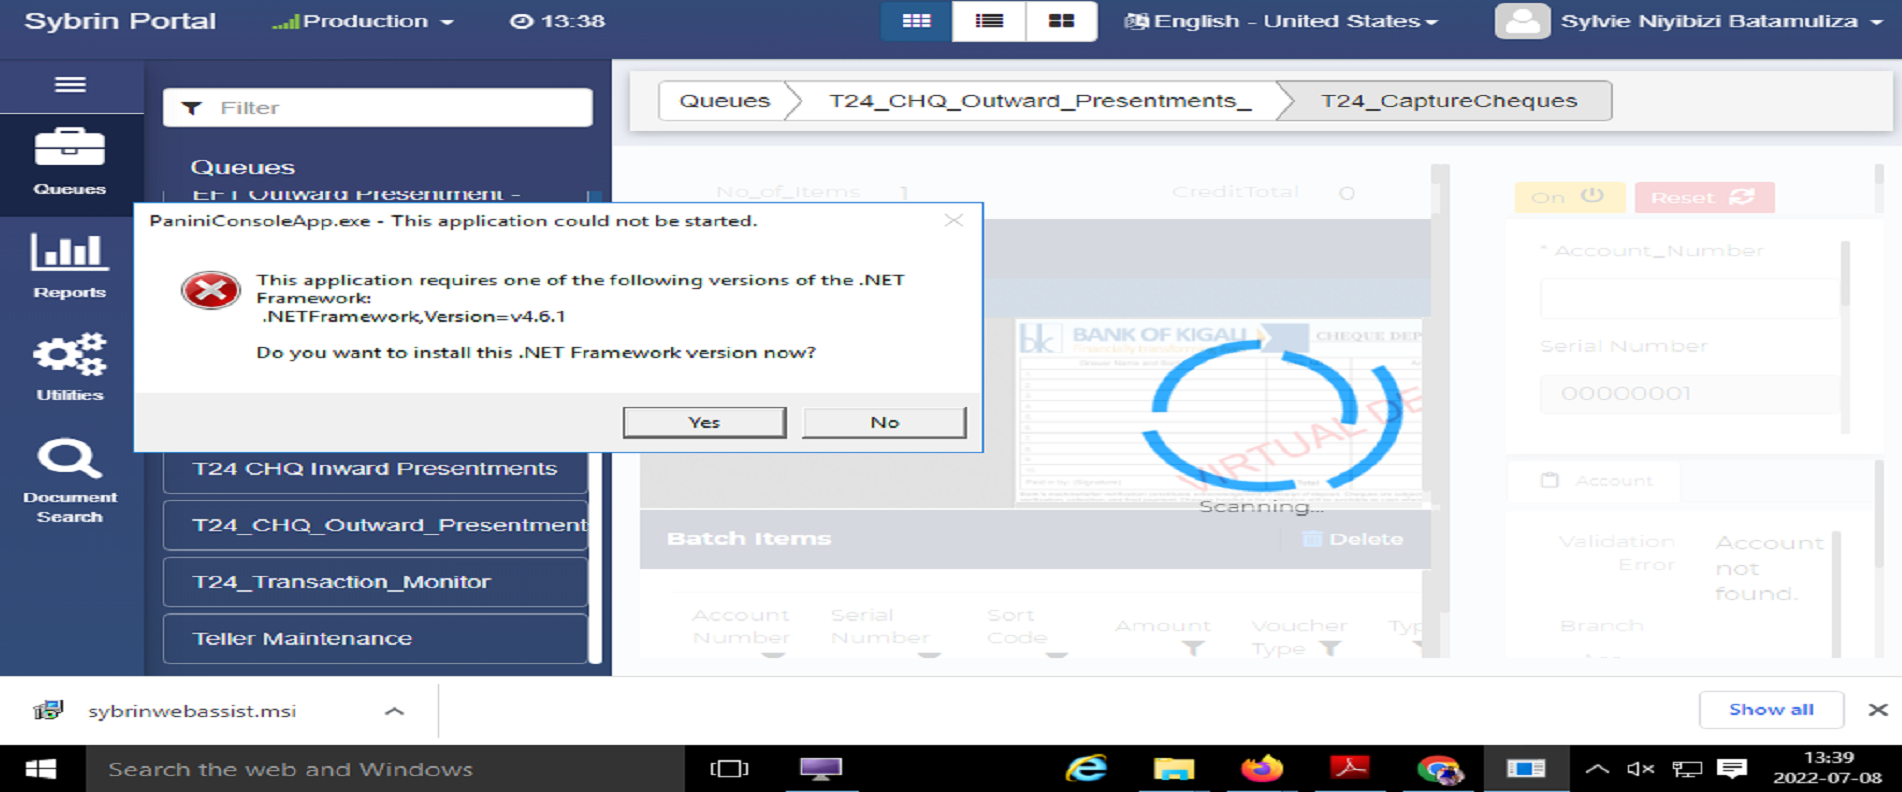 Sybrin Portal
Production
13:38
English - United States
Sylvie Niyibizi Batamuliza
Filter
Queues
T24_CHQ_Outward_Presentments_
T24_CaptureCheques
Queues
Queues
EFT Outward Presentment -
No_of_Items 1
CreditTotal 0
On
Reset
PaniniConsoleApp.exe - This application could not be started.
This application requires one of the following versions of the .NET
Framework:
.NETFramework,Version=v4.6.1
Do you want to install this .NET Framework version now?
Yes
No
* Account_Number
Serial Number
00000001
Reports
Utilities
Document
Search
BANK OF KIGALI
CHEQUE DEP
VIRTUAL DE
Scanning...
T24 CHQ Inward Presentments
T24_CHQ_Outward_Presentment
T24_Transaction_Monitor
Teller Maintenance
Account
Batch Items
Delete
Validation
Error
Account
not
found.
Branch
Account
Number
Serial
Number
Sort
Code
Amount
Voucher
Type
Typ
sybrinwebassist.msi
Show all
Search the web and Windows
13:39
2022-07-08